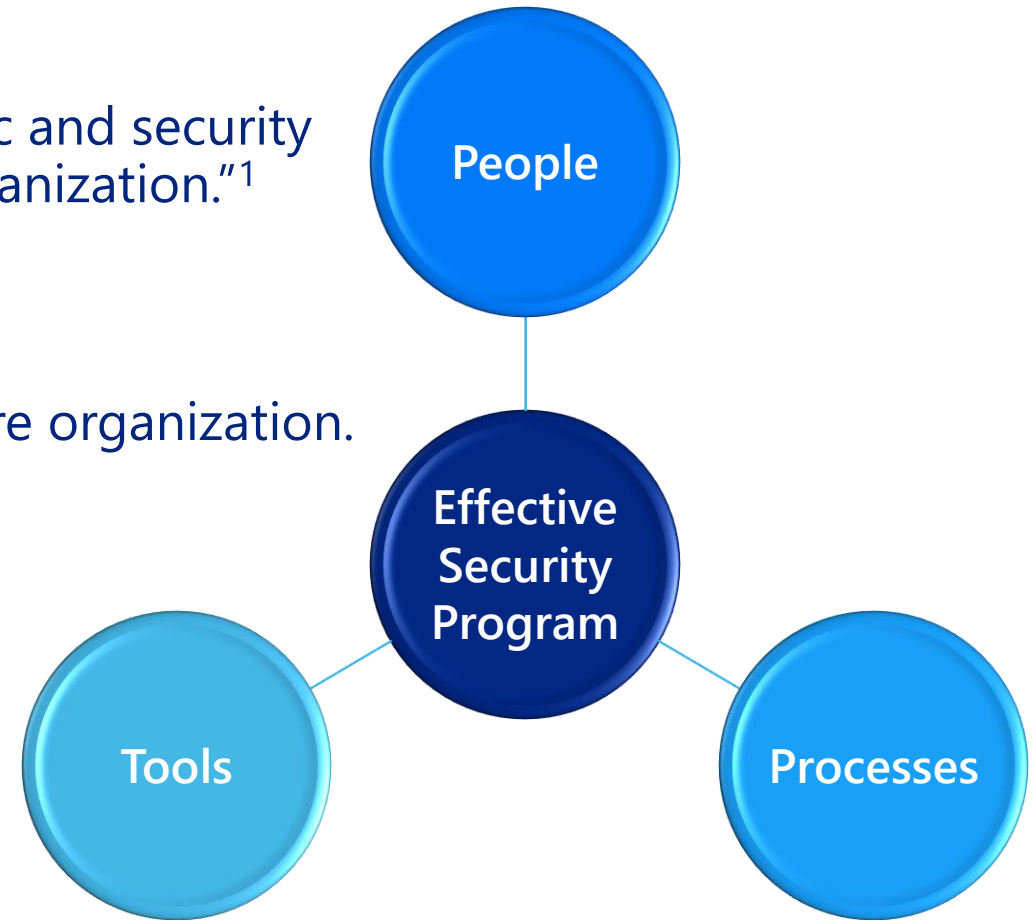 c and security
anization.”1
People
re organization.
Effective
Security
Program
Tools
Processes